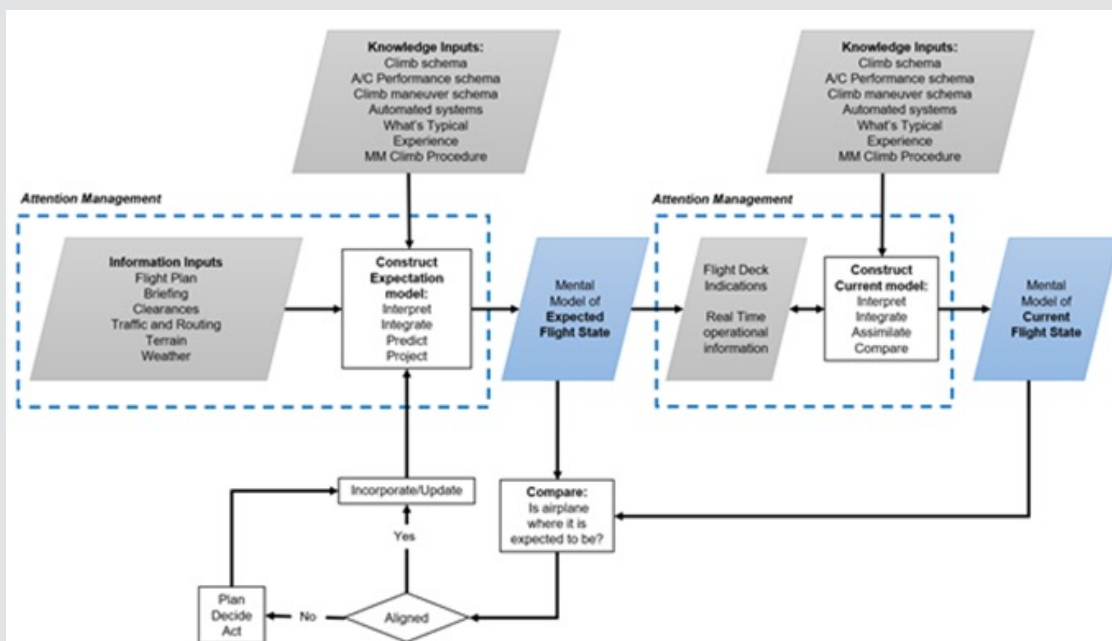 Knowledge Inputs:
Climb schema
A/C Performance schema
Climb maneuver schema
Automated systems
What's Typical
Experience
MM Climb Procedure
Knowledge Inputs:
Climb schema
A/C Performance schema
Climb maneuver schema
Automated systems
What's Typical
Experience
MM Climb Procedure
Attention Management
Attention Management
Information Inputs
Flight Plan
Briefing
Clearances
Traffic and Routing
Terrain
Weather
Construct
Expectation
model:
Interpret
Integrate
Predict
Project
Mental
Model of
Expected
Flight State
Flight Deck
Indications
Real Time
operational
information
Construct
Current model:
Interpret
Integrate
Assimilate
Compare
Mental
Model of
Current
Flight State
Incorporate/Update
Compare:
Is airplane
where it is
expected to be?
Yes
Plan
Decide
Act
No
Aligned